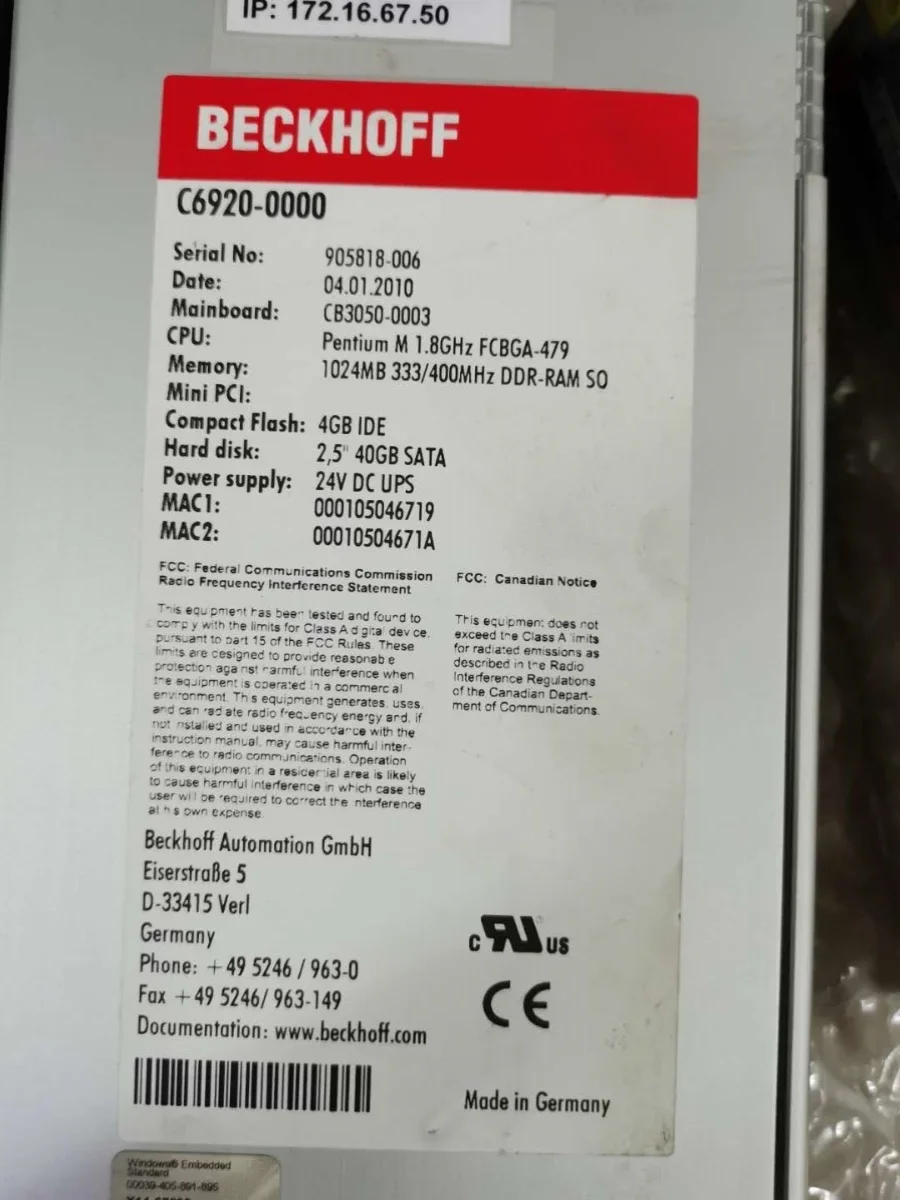 IP: 172.16.67.50
BECKHOFF
C6920-0000
Serial No: 905818-006
Date: 04.01.2010
Mainboard: CB3050-0003
CPU: Pentium M 1.8GHz FCBGA-479
Memory: 1024MB 333/400MHz DDR-RAM SO
Mini PCI:
Compact Flash: 4GB IDE
Hard disk: 2,5" 40GB SATA
Power supply: 24V DC UPS
MAC1: 000105046719
MAC2: 00010504671A
FCC: Federal Communications Commission
Radio Frequency Interference Statement
This equipment has been tested and found to
comply with the limits for Class A digital device,
pursuant to part 15 of the FCC Rules. These
limits are designed to provide reasonable
protection against harmful interference when
the equipment is operated in a commercial
environment. This equipment generates, uses,
and can radiate radio frequency energy and, if
not installed and used in accordance with the
instruction manual, may cause harmful inter-
ference to radio communications. Operation
of this equipment in a residential area is likely
to cause harmful interference in which case the
user will be required to correct the interference
at his own expense.
FCC: Canadian Notice
This equipment does not
exceed the Class A limits
for radiated emissions as
described in the Radio
Interference Regulations
of the Canadian Depart-
ment of Communications.
Beckhoff Automation GmbH
Eiserstraße 5
D-33415 Verl
Germany
Phone: +49 5246 / 963-0
Fax +49 5246/ 963-149
Documentation: www.beckhoff.com
c RU us
CE
Made in Germany
Windows® Embedded
Standard
00039-405-891-895